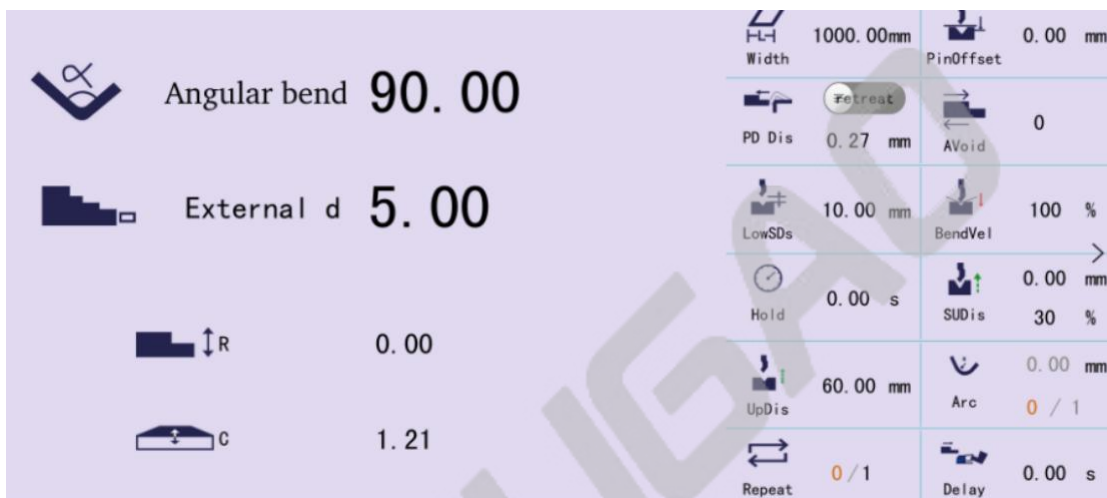 Angular bend 90.00
External d 5.00
R 0.00
C 1.21
Width 1000.00mm
PinOffset 0.00 mm
PD Dis retreat 0.27 mm
AVoid 0
LowSDs 10.00 mm
BendVel 100 %
Hold 0.00 s
SUDis 0.00 mm
30 %
UpDis 60.00 mm
Arc 0.00 mm
0 / 1
Repeat 0/1
Delay 0.00 s